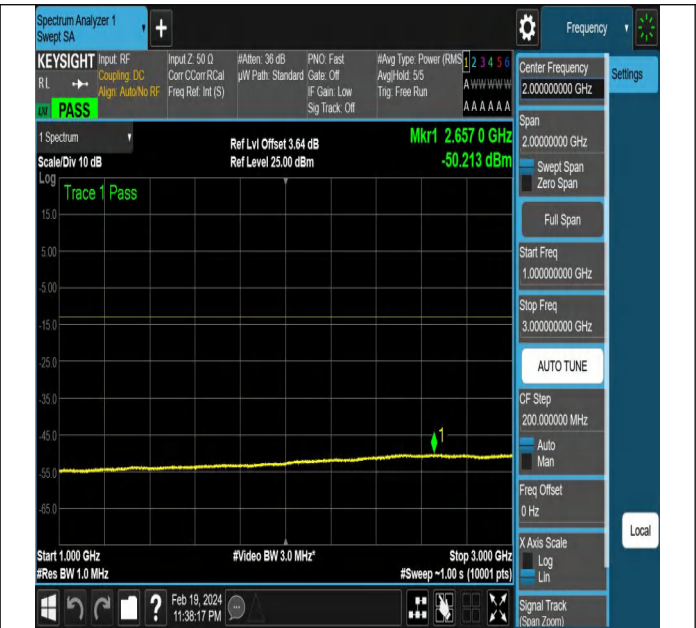 Spectrum Analyzer 1
Swept SA
+
Frequency
KEYSIGHT
Input: RF
Coupling: DC
Align: Auto/No RF
Input Z: 50 Ω
Corr CCorr RCal
Freq Ref: Int (S)
#Atten: 36 dB
µW Path: Standard
PNO: Fast
Gate: Off
IF Gain: Low
Sig Track: Off
#Avg Type: Power (RMS
Avg|Hold: 5/5
Trig: Free Run
1 2 3 4 5 6
A W W W W W
A A A A A A
RL
PASS
1 Spectrum
Scale/Div 10 dB
Ref Lvl Offset 3.64 dB
Ref Level 25.00 dBm
Mkr1 2.657 0 GHz
-50.213 dBm
Log
Trace 1 Pass
15.0
5.00
-5.00
-15.0
-25.0
-35.0
-45.0
-55.0
-65.0
1
Start 1.000 GHz
#Res BW 1.0 MHz
#Video BW 3.0 MHz*
Stop 3.000 GHz
#Sweep ~1.00 s (10001 pts)
?
Feb 19, 2024
11:38:17 PM
Center Frequency
2.000000000 GHz
Span
2.00000000 GHz
Swept Span
Zero Span
Full Span
Start Freq
1.000000000 GHz
Stop Freq
3.000000000 GHz
AUTO TUNE
CF Step
200.000000 MHz
Auto
Man
Freq Offset
0 Hz
X Axis Scale
Log
Lin
Signal Track
(Span Zoom)
Settings
Local